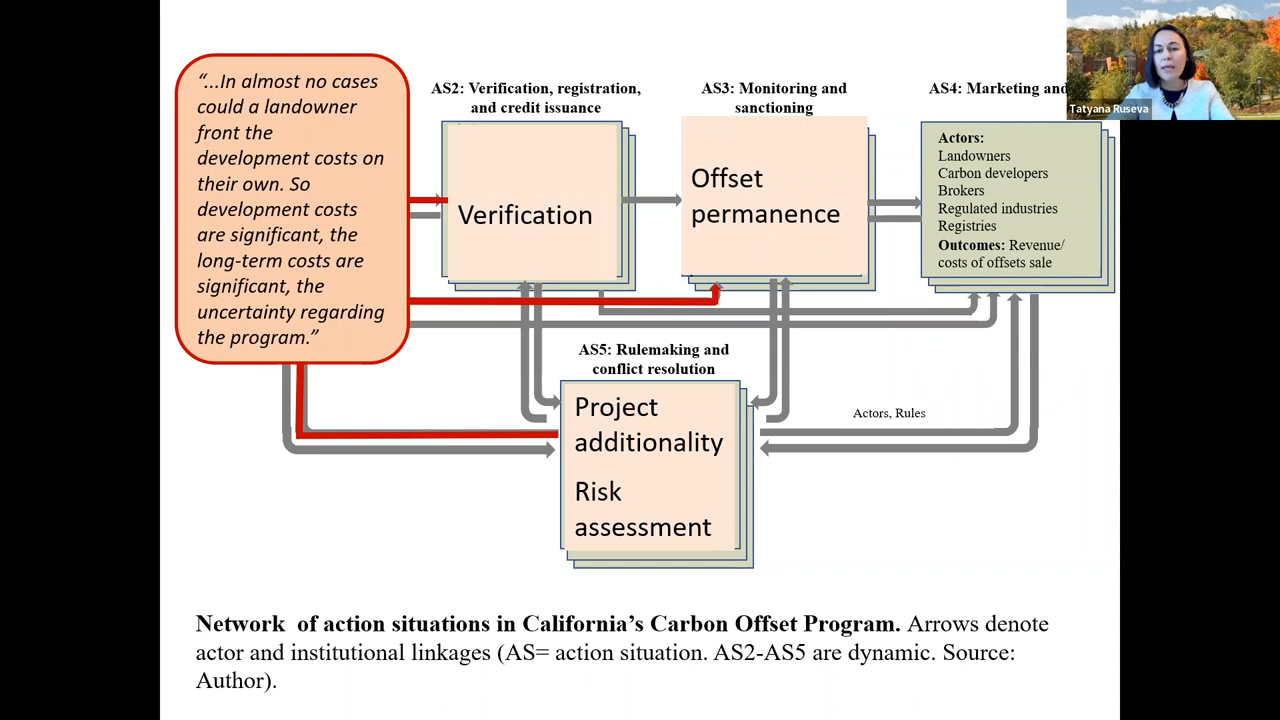 “...In almost no cases
could a landowner
front the
development costs on
their own. So
development costs
are significant, the
long-term costs are
significant, the
uncertainty regarding
the program.”
AS2: Verification, registration,
and credit issuance
Verification
AS3: Monitoring and
sanctioning
Offset
permanence
AS4: Marketing and
Tatyana Ruseva
Actors:
Landowners
Carbon developers
Brokers
Regulated industries
Registries
Outcomes: Revenue/
costs of offsets sale
AS5: Rulemaking and
conflict resolution
Project
additionality
Risk
assessment
Actors, Rules
Network of action situations in California’s Carbon Offset Program. Arrows denote
actor and institutional linkages (AS= action situation. AS2-AS5 are dynamic. Source:
Author).